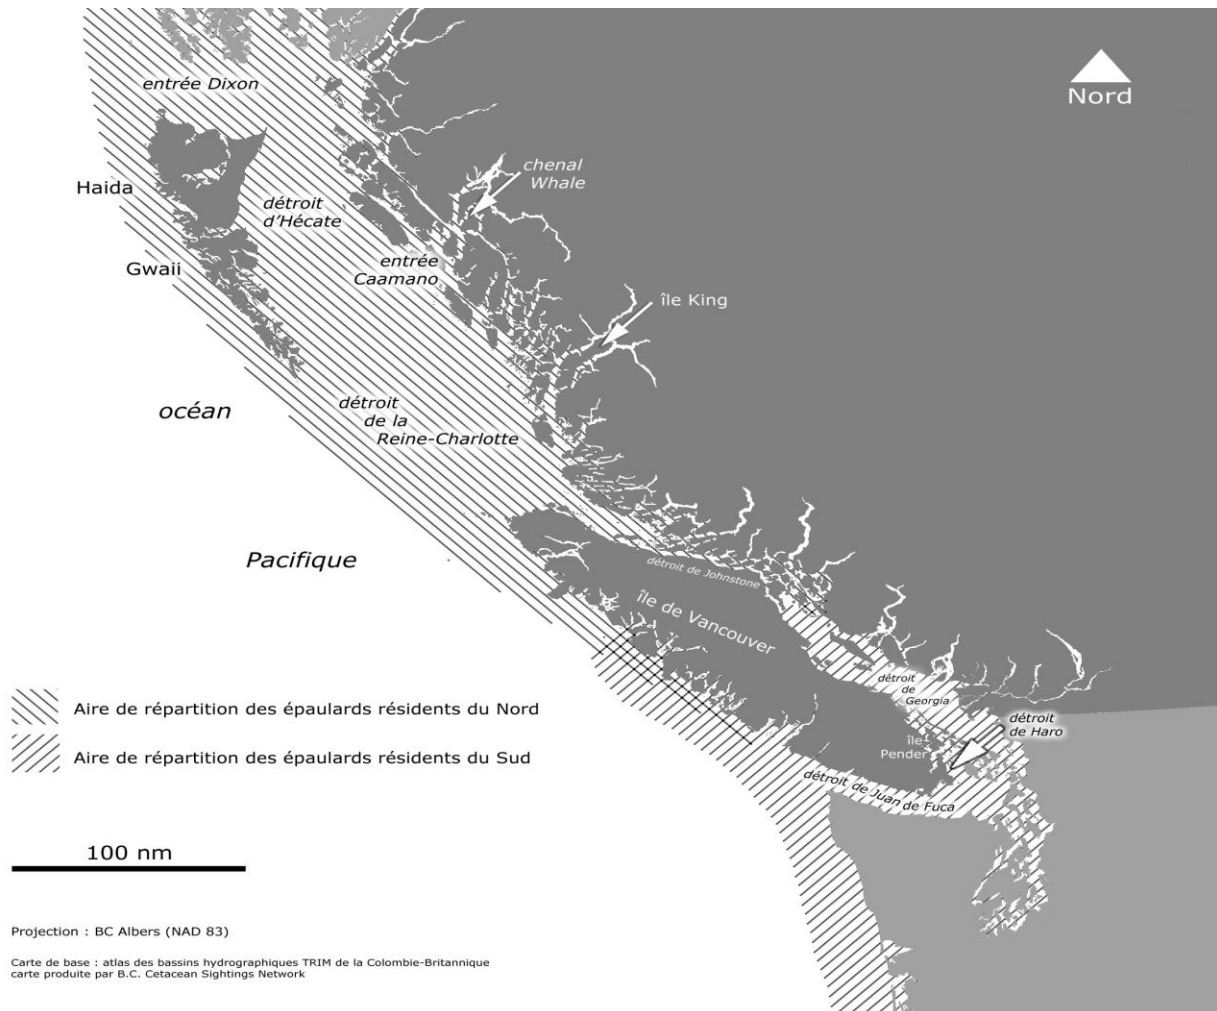 entrée Dixon
Nord
chenal
Whale
Haida
détroit
d'Hécate
Gwaii
entrée
Caamano
île King
océan
détroit
de la
Reine-Charlotte
Pacifique
détroit de Johnstone
île de Vancouver
détroit
de
Georgia
détroit
de Haro
île
Pender
détroit de Juan de Fuca
Aire de répartition des épaulards résidents du Nord
Aire de répartition des épaulards résidents du Sud
100 nm
Projection : BC Albers (NAD 83)
Carte de base : atlas des bassins hydrographiques TRIM de la Colombie-Britannique
carte produite par B.C. Cetacean Sightings Network